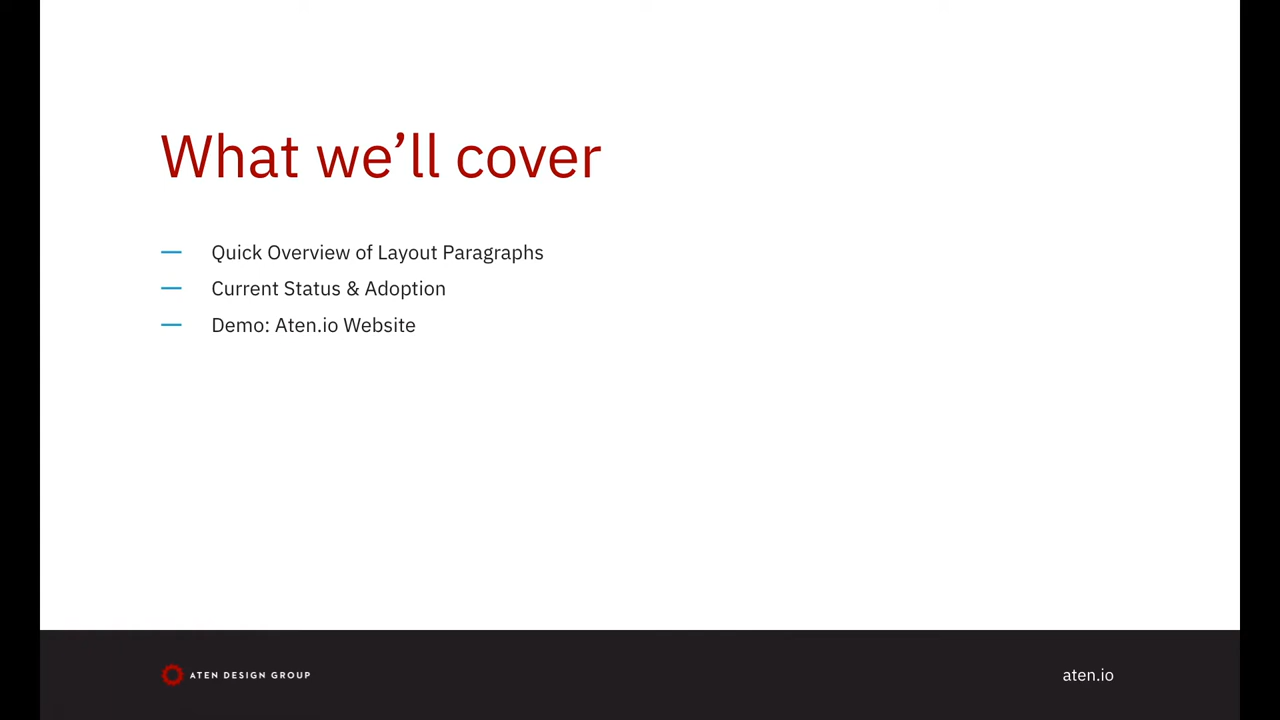 What we’ll cover
— Quick Overview of Layout Paragraphs
— Current Status & Adoption
— Demo: Aten.io Website
ATEN DESIGN GROUP
aten.io